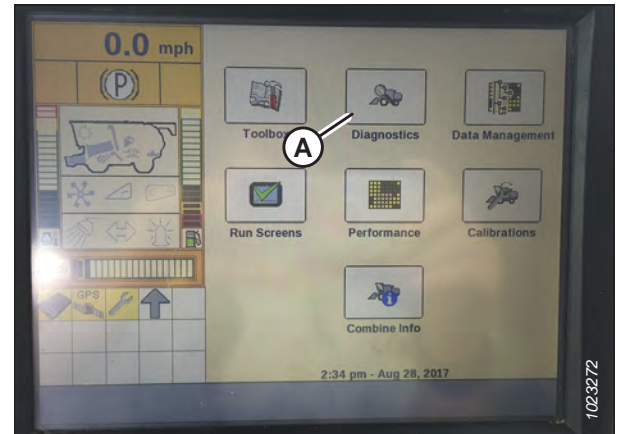 0.0 mph
(P)
Toolbox
Diagnostics
Data Management
A
Run Screens
Performance
Calibrations
GPS
Combine Info
2:34 pm - Aug 28, 2017
1023272